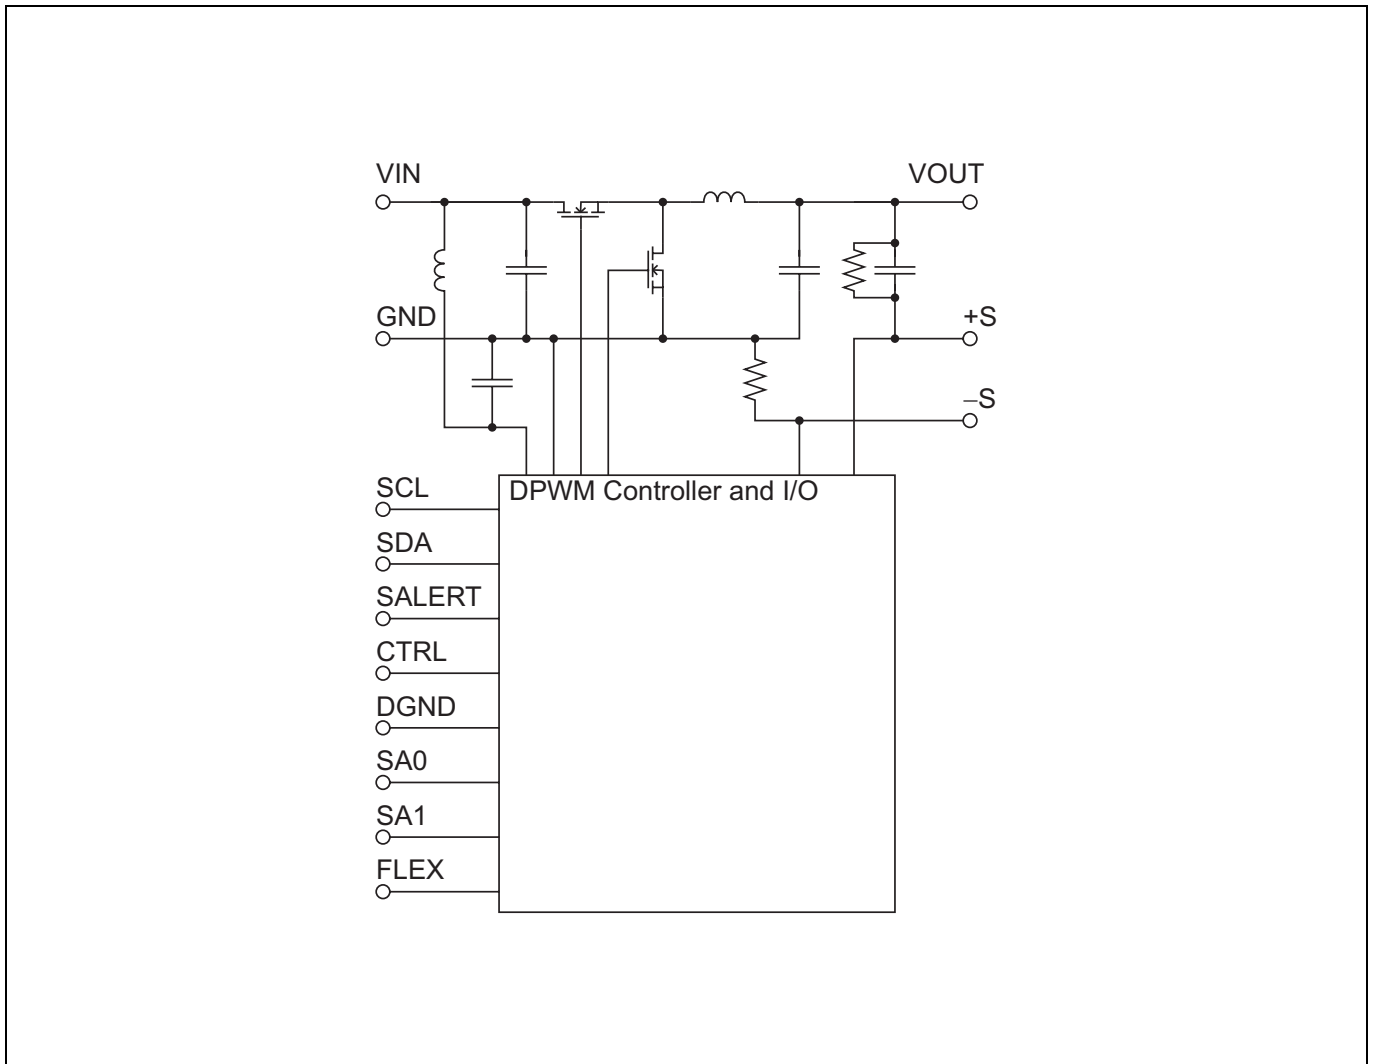 VIN
VOUT
GND
+S
–S
SCL
DPWM Controller and I/O
SDA
SALERT
CTRL
DGND
SA0
SA1
FLEX